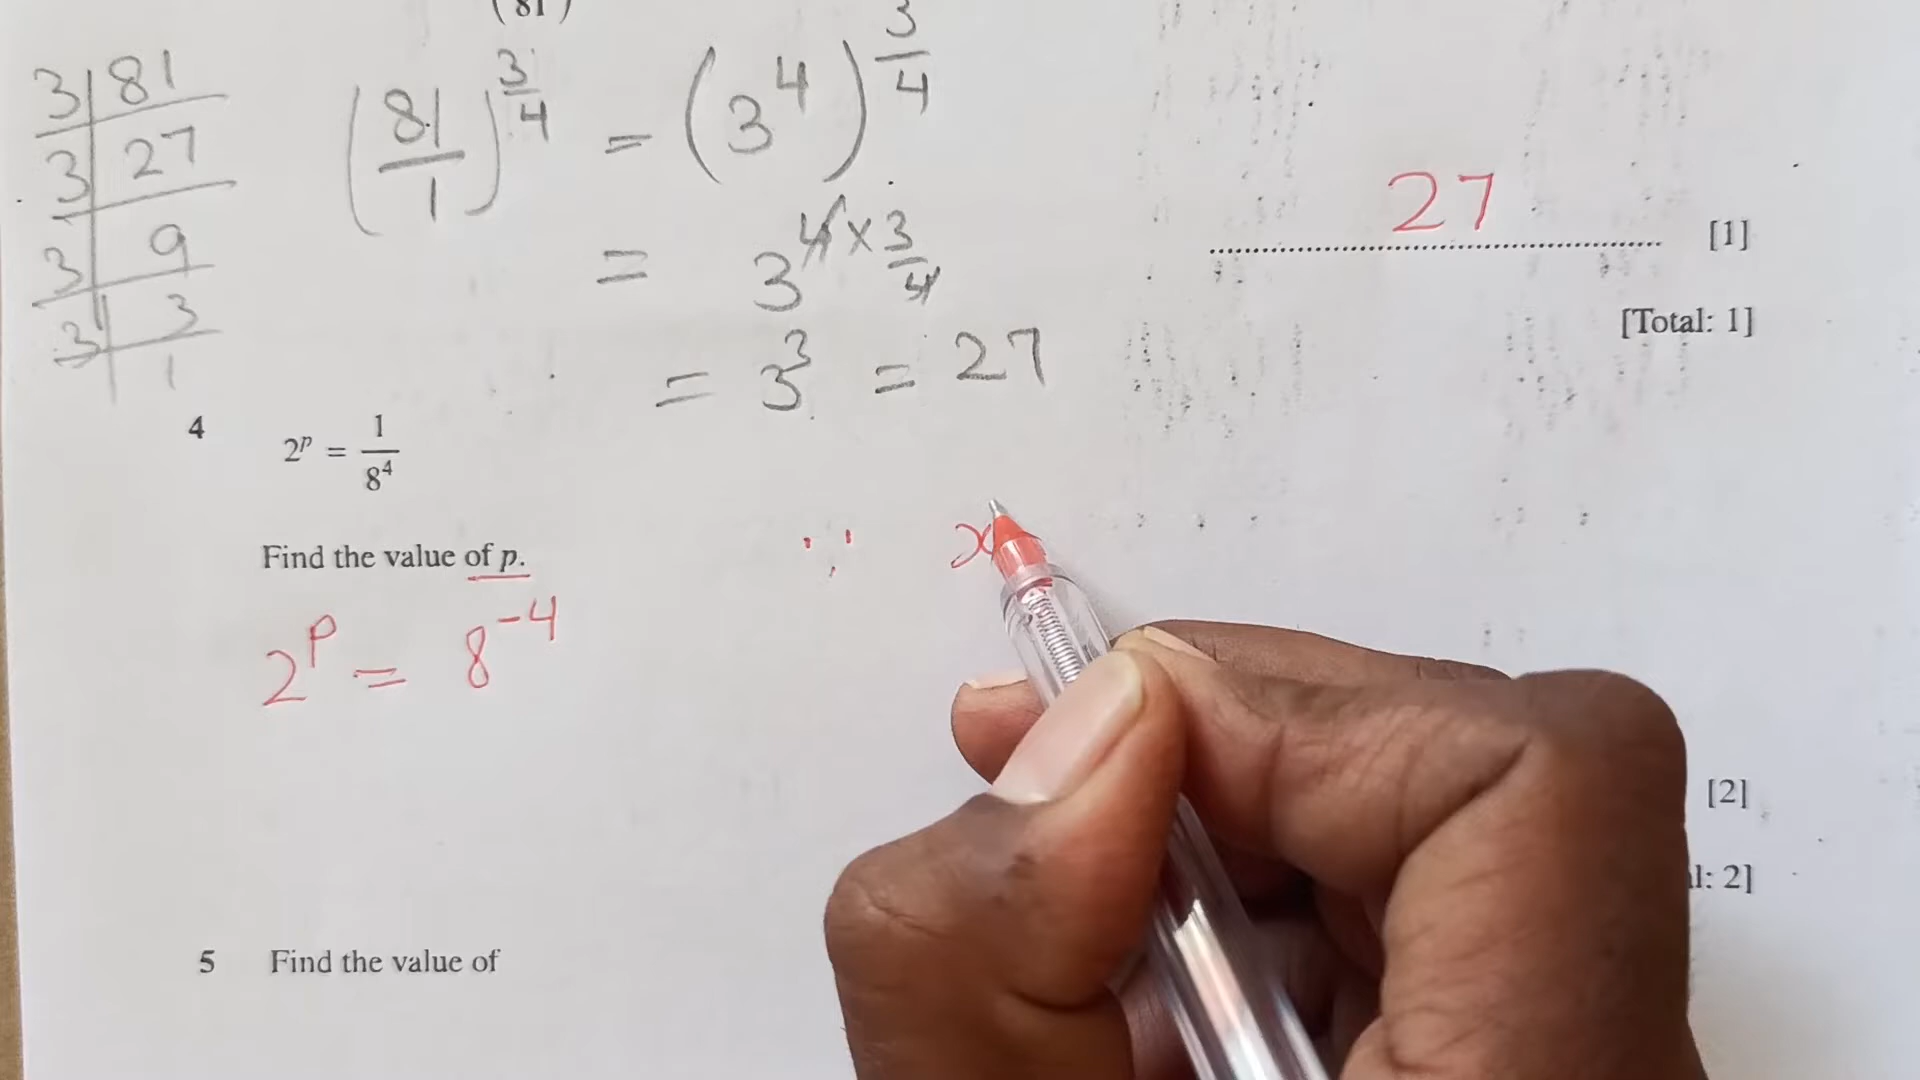 (81)
3 | 81
3 | 27
3 | 9
3 | 3
1
(81/1)^(3/4) = (3^4)^(3/4)
= 3^(4×3/4)
= 3^3 = 27
27
[1]
[Total: 1]
4 2^p = 1/8^4
Find the value of p.
∵ x
2^p = 8^-4
[2]
l: 2]
5 Find the value of